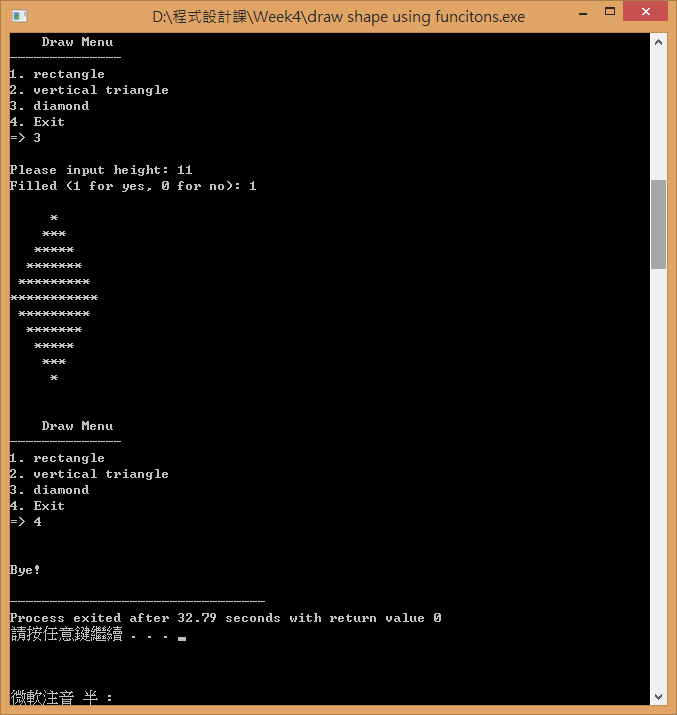 D:\程式設計課\Week4\draw shape using funcitons.exe
Draw Menu
--------------
1. rectangle
2. vertical triangle
3. diamond
4. Exit
=> 3
Please input height: 11
Filled (1 for yes, 0 for no): 1
     *
    ***
   *****
  *******
 *********
***********
 *********
  *******
   *****
    ***
     *
Draw Menu
--------------
1. rectangle
2. vertical triangle
3. diamond
4. Exit
=> 4
Bye!
--------------------------------
Process exited after 32.79 seconds with return value 0
請按任意鍵繼續 . . . _
微軟注音 半 :